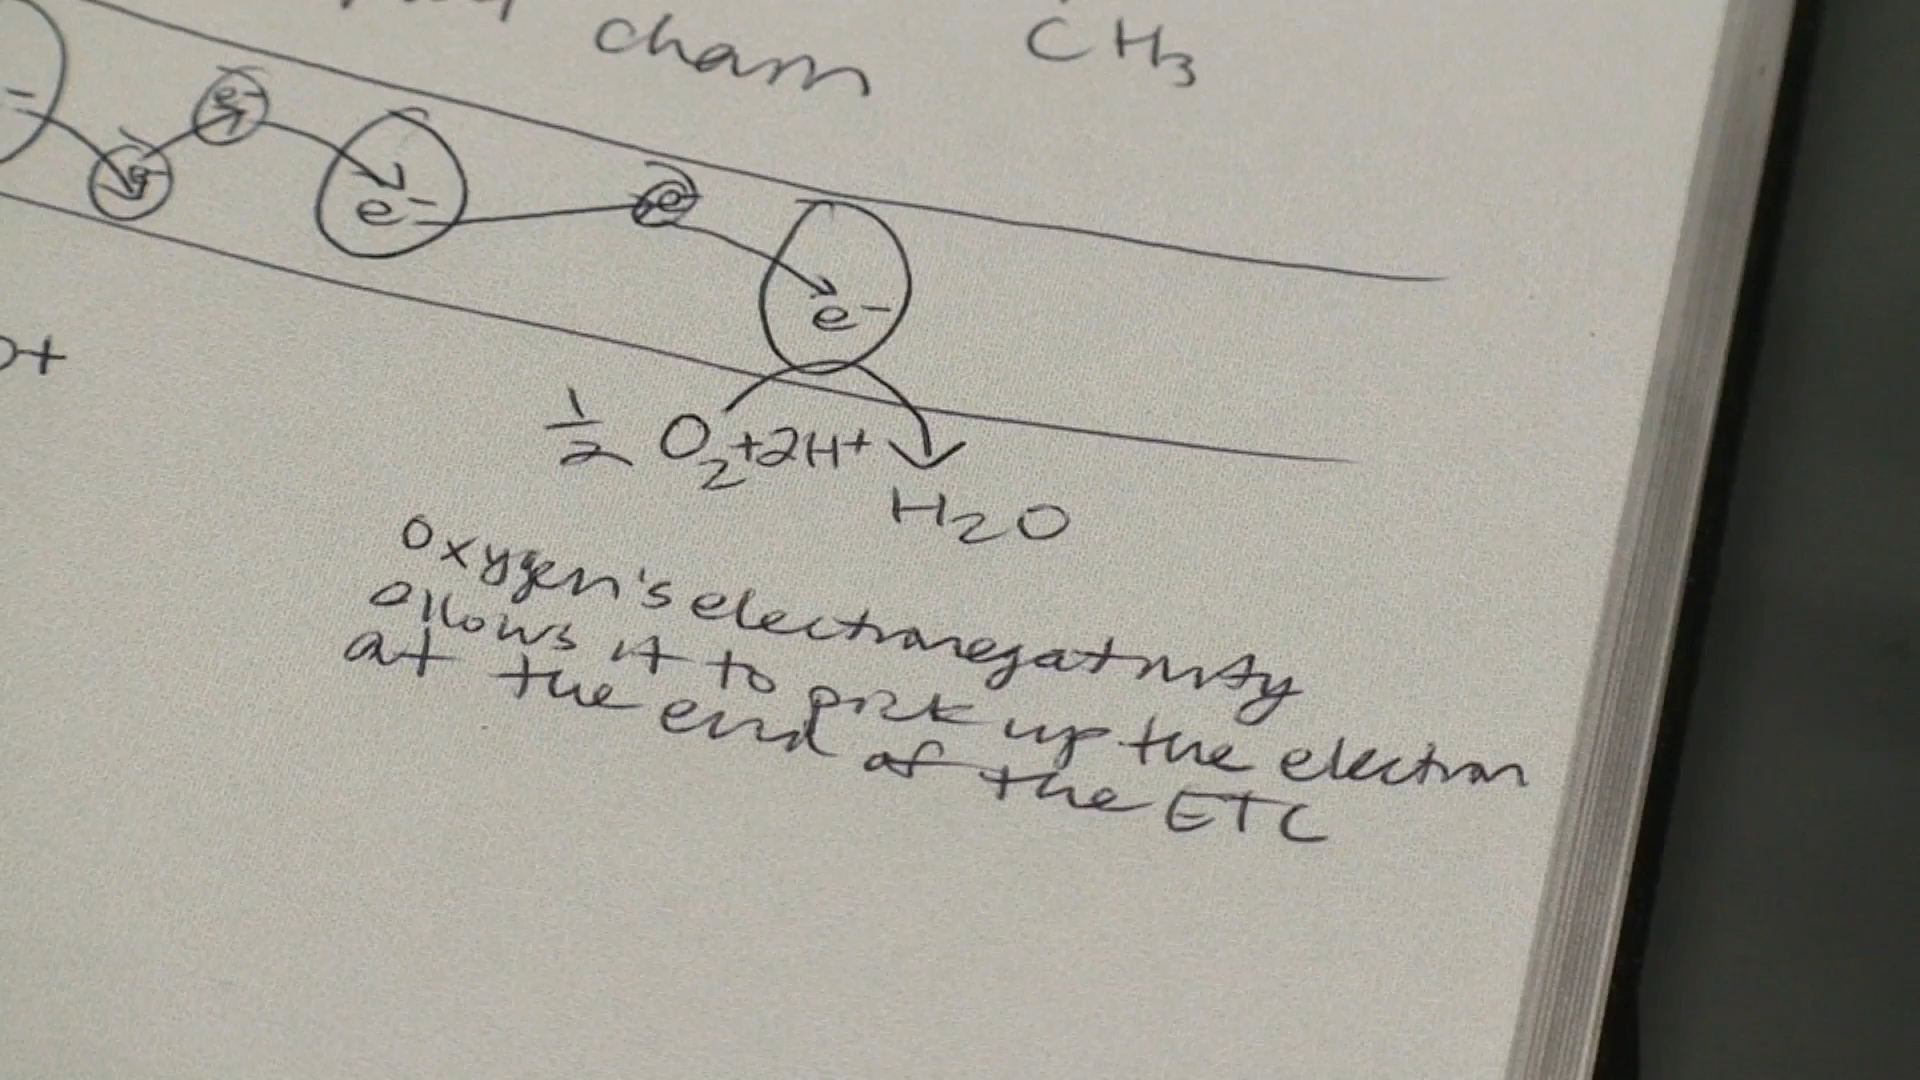 chain
CH3
e-
e-
e-
e-
e
e-
+
1/2 O2+2H+
H2O
Oxygen's electronegativity
allows it to pick up the electron
at the end of the ETC